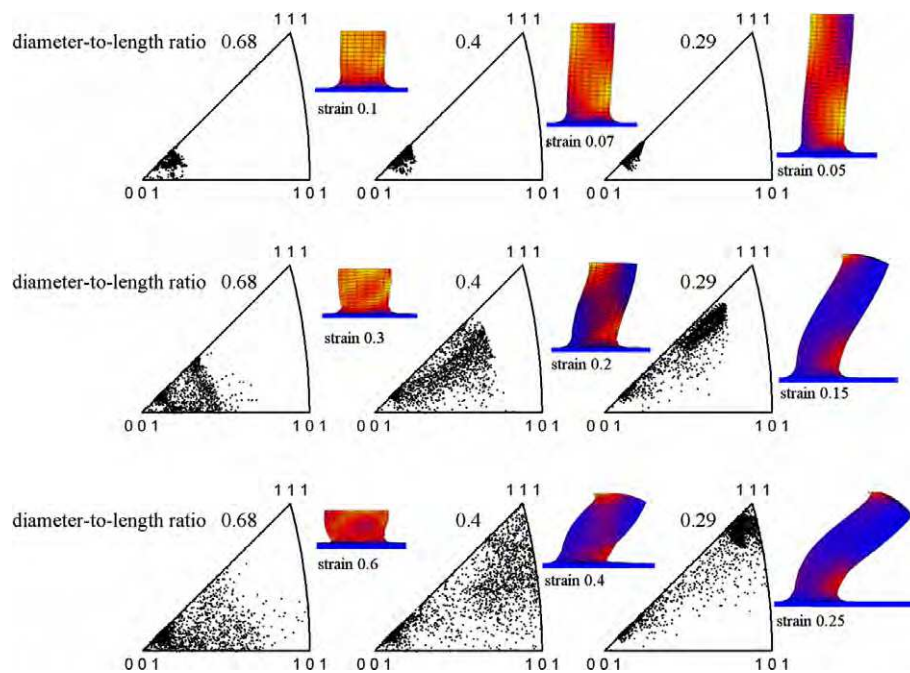 1 1 1 1 1 1 1 1 1
diameter-to-length ratio 0.68 0.4 0.29
strain 0.1 strain 0.07 strain 0.05
0 0 1 1 0 1 0 0 1 1 0 1 0 0 1 1 0 1
1 1 1 1 1 1 1 1 1
diameter-to-length ratio 0.68 0.4 0.29
strain 0.3 strain 0.2 strain 0.15
0 0 1 1 0 1 0 0 1 1 0 1 0 0 1 1 0 1
1 1 1 1 1 1 1 1 1
diameter-to-length ratio 0.68 0.4 0.29
strain 0.6 strain 0.4 strain 0.25
0 0 1 1 0 1 0 0 1 1 0 1 0 0 1 1 0 1